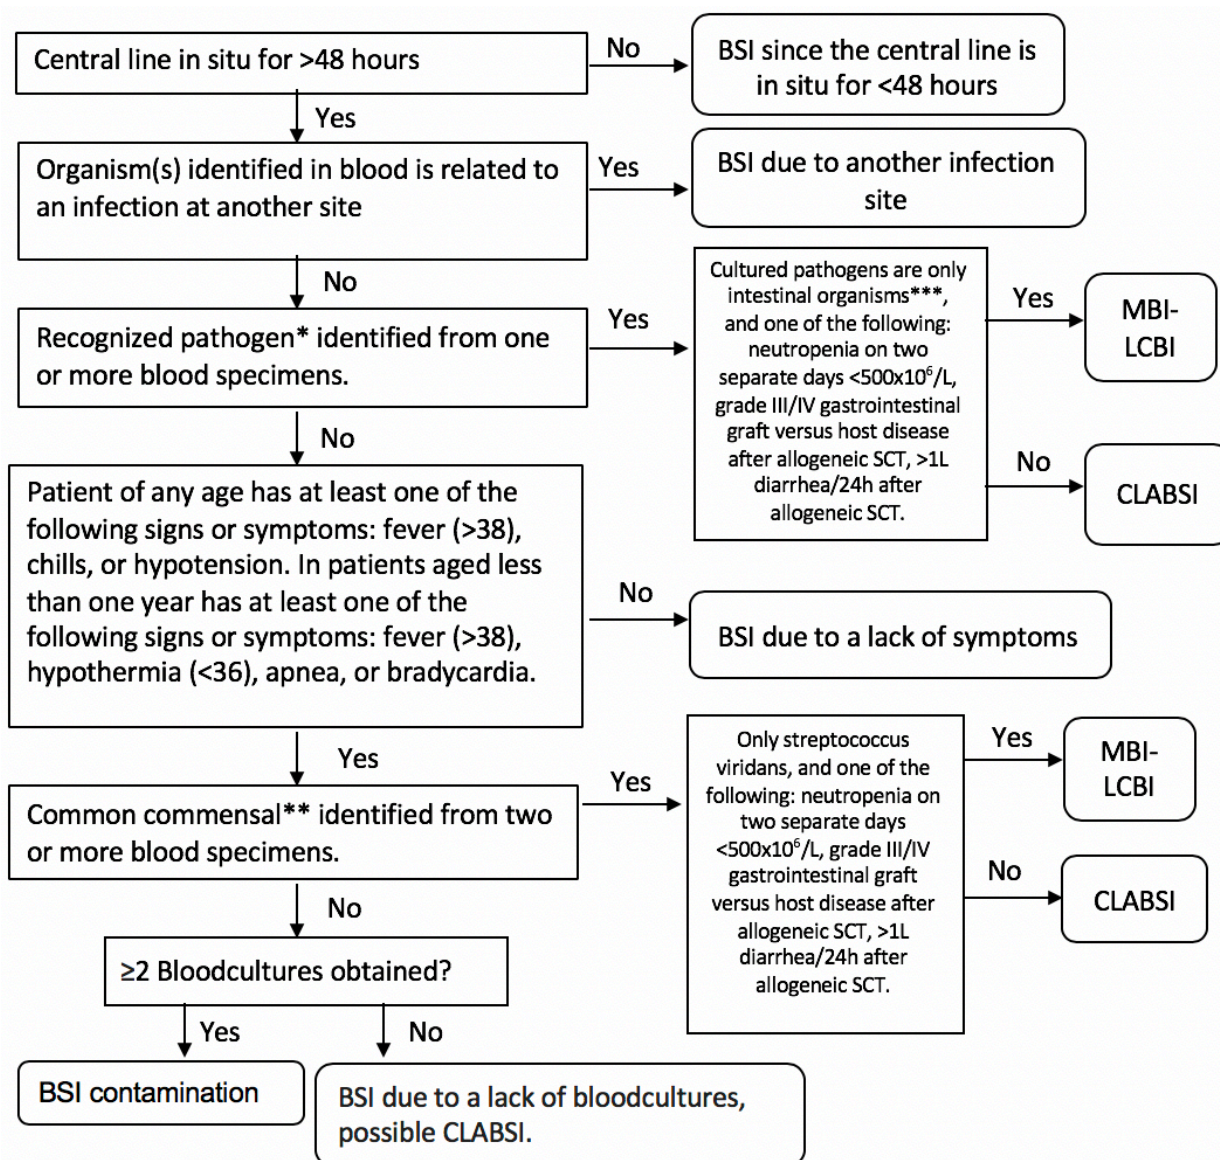 Central line in situ for >48 hours
No
BSI since the central line is
in situ for <48 hours
Yes
Organism(s) identified in blood is related to
an infection at another site
Yes
BSI due to another infection
site
No
Recognized pathogen* identified from one
or more blood specimens.
Yes
Cultured pathogens are only
intestinal organisms***,
and one of the following:
neutropenia on two
separate days <500x10⁶/L,
grade III/IV gastrointestinal
graft versus host disease
after allogeneic SCT, >1L
diarrhea/24h after
allogeneic SCT.
Yes
MBI-
LCBI
No
CLABSI
No
Patient of any age has at least one of the
following signs or symptoms: fever (>38),
chills, or hypotension. In patients aged less
than one year has at least one of the
following signs or symptoms: fever (>38),
hypothermia (<36), apnea, or bradycardia.
No
BSI due to a lack of symptoms
Yes
Common commensal** identified from two
or more blood specimens.
Yes
Only streptococcus
viridans, and one of the
following: neutropenia on
two separate days
<500x10⁶/L, grade III/IV
gastrointestinal graft
versus host disease after
allogeneic SCT, >1L
diarrhea/24h after
allogeneic SCT.
Yes
MBI-
LCBI
No
CLABSI
No
≥2 Bloodcultures obtained?
Yes
No
BSI contamination
BSI due to a lack of bloodcultures,
possible CLABSI.